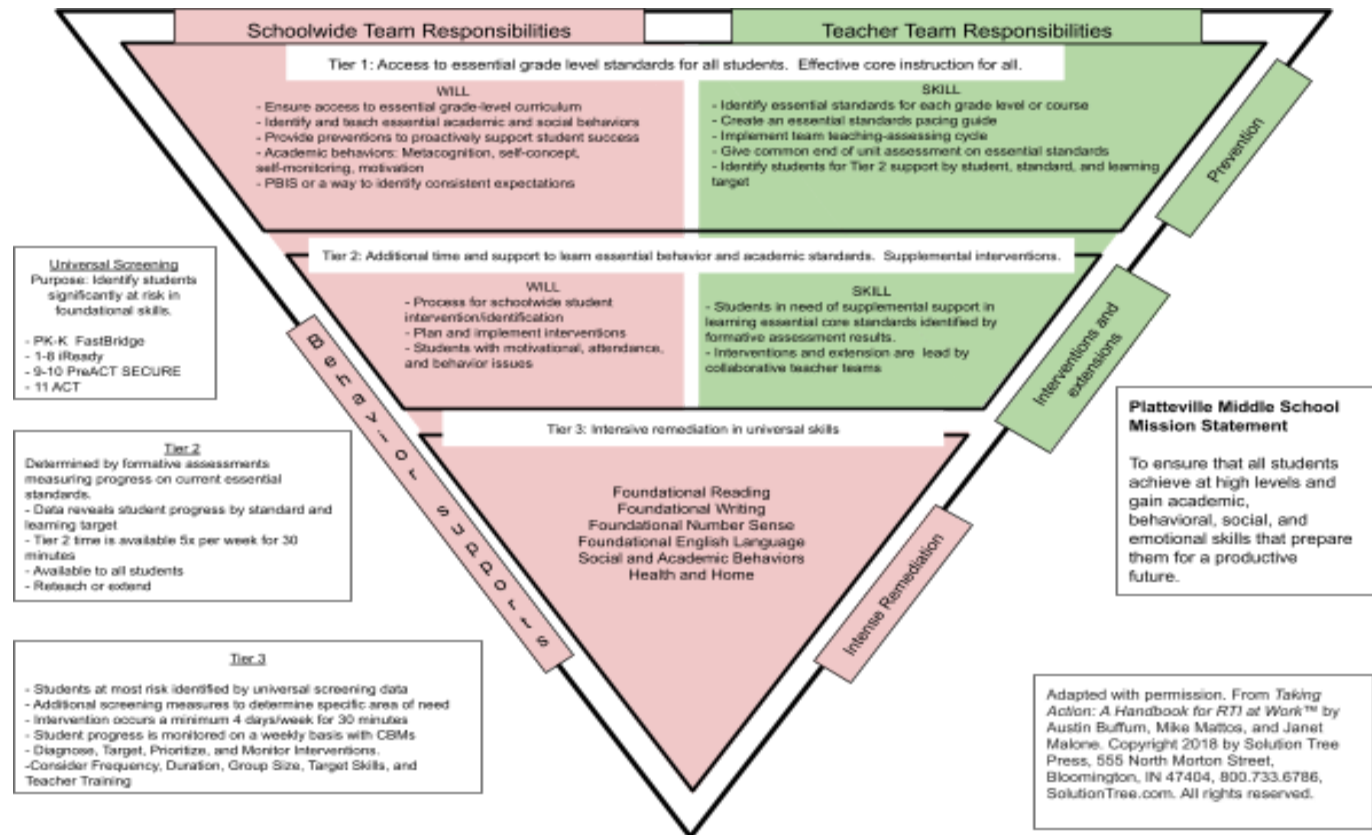 Schoolwide Team Responsibilities
Teacher Team Responsibilities
Tier 1: Access to essential grade level standards for all students.  Effective core instruction for all.
WILL
- Ensure access to essential grade-level curriculum
- Identify and teach essential academic and social behaviors
- Provide preventions to proactively support student success
- Academic behaviors: Metacognition, self-concept,
self-monitoring, motivation
- PBIS or a way to identify consistent expectations
SKILL
- Identify essential standards for each grade level or course
- Create an essential standards pacing guide
- Implement team teaching-assessing cycle
- Give common end of unit assessment on essential standards
- Identify students for Tier 2 support by student, standard, and learning
target
Prevention
Tier 2: Additional time and support to learn essential behavior and academic standards.  Supplemental interventions.
WILL
- Process for schoolwide student
intervention/identification
- Plan and implement interventions
- Students with motivational, attendance,
and behavior issues
SKILL
- Students in need of supplemental support in
learning essential core standards identified by
formative assessment results.
- Interventions and extension are  lead by
collaborative teacher teams
Interventions and
extensions
Tier 3: Intensive remediation in universal skills
Foundational Reading
Foundational Writing
Foundational Number Sense
Foundational English Language
Social and Academic Behaviors
Health and Home
Intense Remediation
Behavior Supports
Universal Screening
Purpose: Identify students
significantly at risk in
foundational skills.
- PK-K  FastBridge
- 1-8 iReady
- 9-10 PreACT SECURE
- 11 ACT
Tier 2
Determined by formative assessments
measuring progress on current essential
standards.
- Data reveals student progress by standard and
learning target
- Tier 2 time is available 5x per week for 30
minutes
- Available to all students
- Reteach or extend
Tier 3
- Students at most risk identified by universal screening data
- Additional screening measures to determine specific area of need
- Intervention occurs a minimum 4 days/week for 30 minutes
- Student progress is monitored on a weekly basis with CBMs
- Diagnose, Target, Prioritize, and Monitor Interventions.
-Consider Frequency, Duration, Group Size, Target Skills, and
Teacher Training
Platteville Middle School
Mission Statement
To ensure that all students
achieve at high levels and
gain academic,
behavioral, social, and
emotional skills that prepare
them for a productive
future.
Adapted with permission. From Taking
Action: A Handbook for RTI at Work™ by
Austin Buffum, Mike Mattos, and Janet
Malone. Copyright 2018 by Solution Tree
Press, 555 North Morton Street,
Bloomington, IN 47404, 800.733.6786,
SolutionTree.com. All rights reserved.